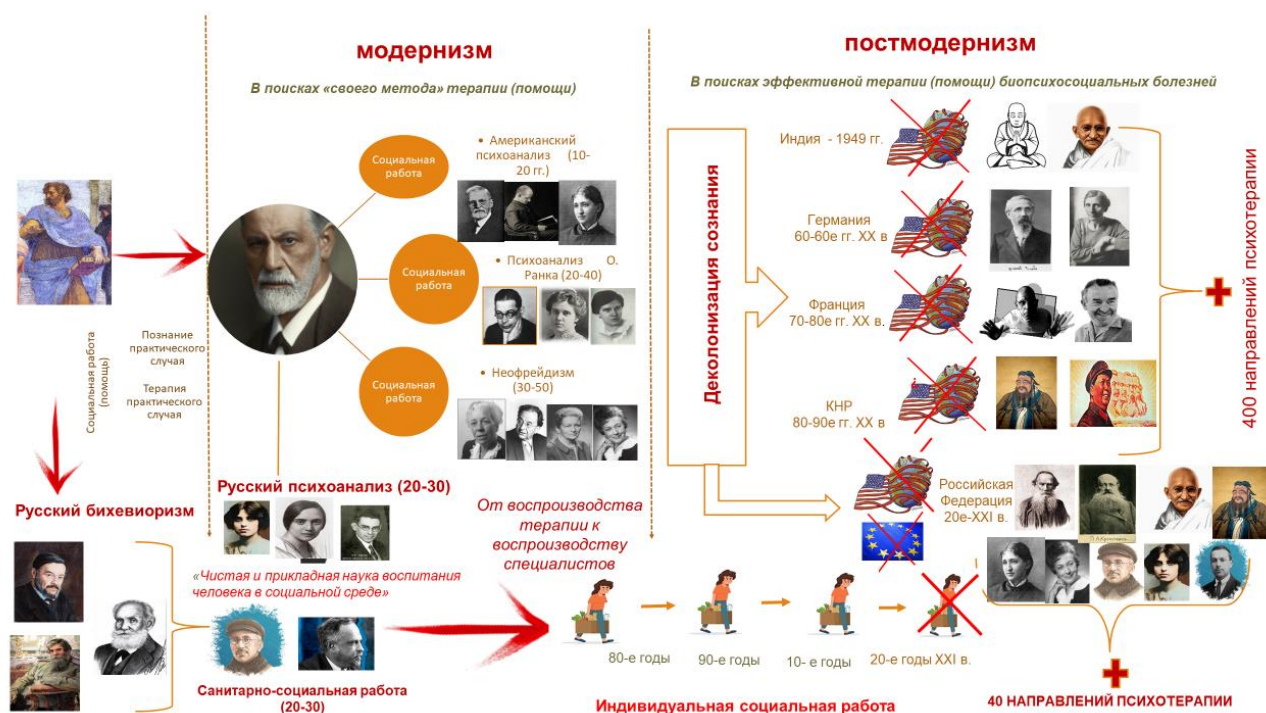 модернизм
В поисках «своего метода» терапии (помощи)
Социальная
работа
• Американский
психоанализ (10-
20 гг.)
Социальная
работа
• Психоанализ О.
Ранка (20-40)
Социальная
работа
• Неофрейдизм
(30-50)
Социальная работа
(помощь)
Познание
практического
случая
Терапия
практического
случая
Русский бихевиоризм
Русский психоанализ (20-30)
«Чистая и прикладная наука воспитания
человека в социальной среде»
Санитарно-социальная работа
(20-30)
От воспроизводства
терапии к
воспроизводству
специалистов
постмодернизм
В поисках эффективной терапии (помощи) биопсихосоциальных болезней
Деколонизация сознания
Индия - 1949 гг.
Германия
60-60е гг. XX в
Франция
70-80е гг. XX в.
КНР
80-90е гг. XX в
Российская
Федерация
20е-XXI в.
400 направлений психотерапии
80-е годы
90-е годы
10- е годы
20-е годы XXI в.
Индивидуальная социальная работа
40 НАПРАВЛЕНИЙ ПСИХОТЕРАПИИ